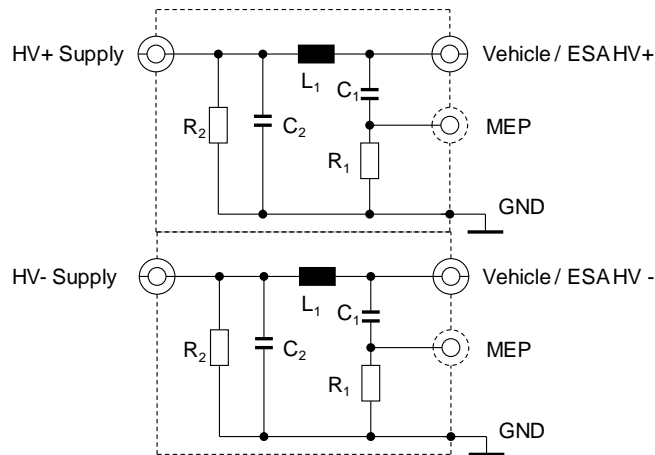 HV+ Supply
Vehicle / ESA HV+
L1
C1
MEP
R2
C2
R1
GND
HV- Supply
Vehicle / ESA HV -
L1
C1
MEP
R2
C2
R1
GND